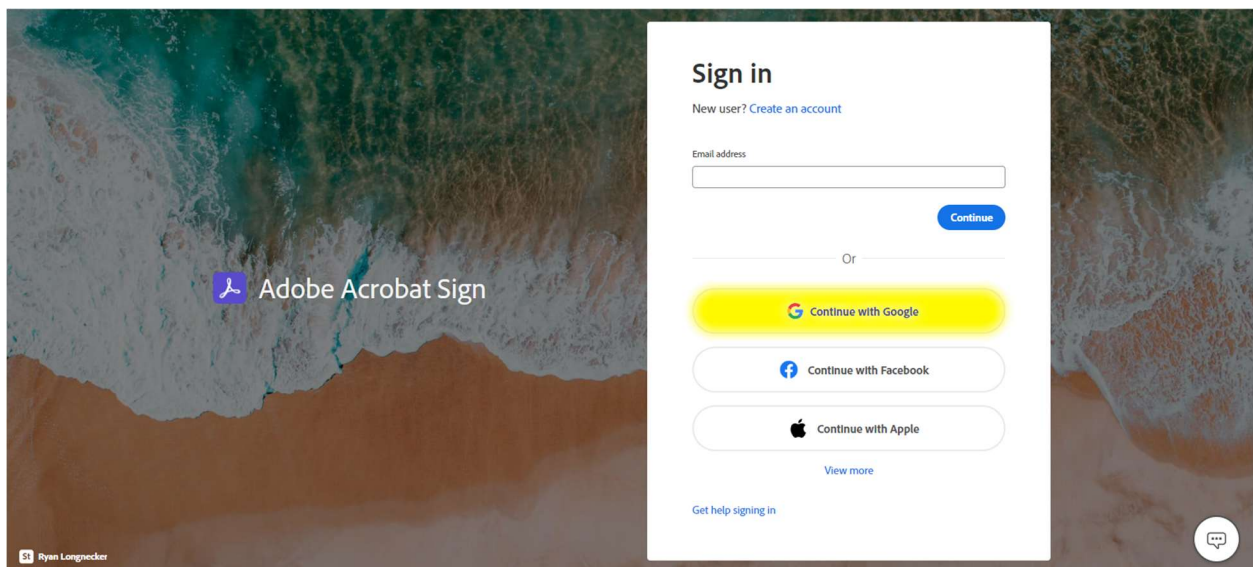 Adobe Acrobat Sign
St Ryan Longnecker
Sign in
New user? Create an account
Email address
Continue
Or
Continue with Google
Continue with Facebook
Continue with Apple
View more
Get help signing in